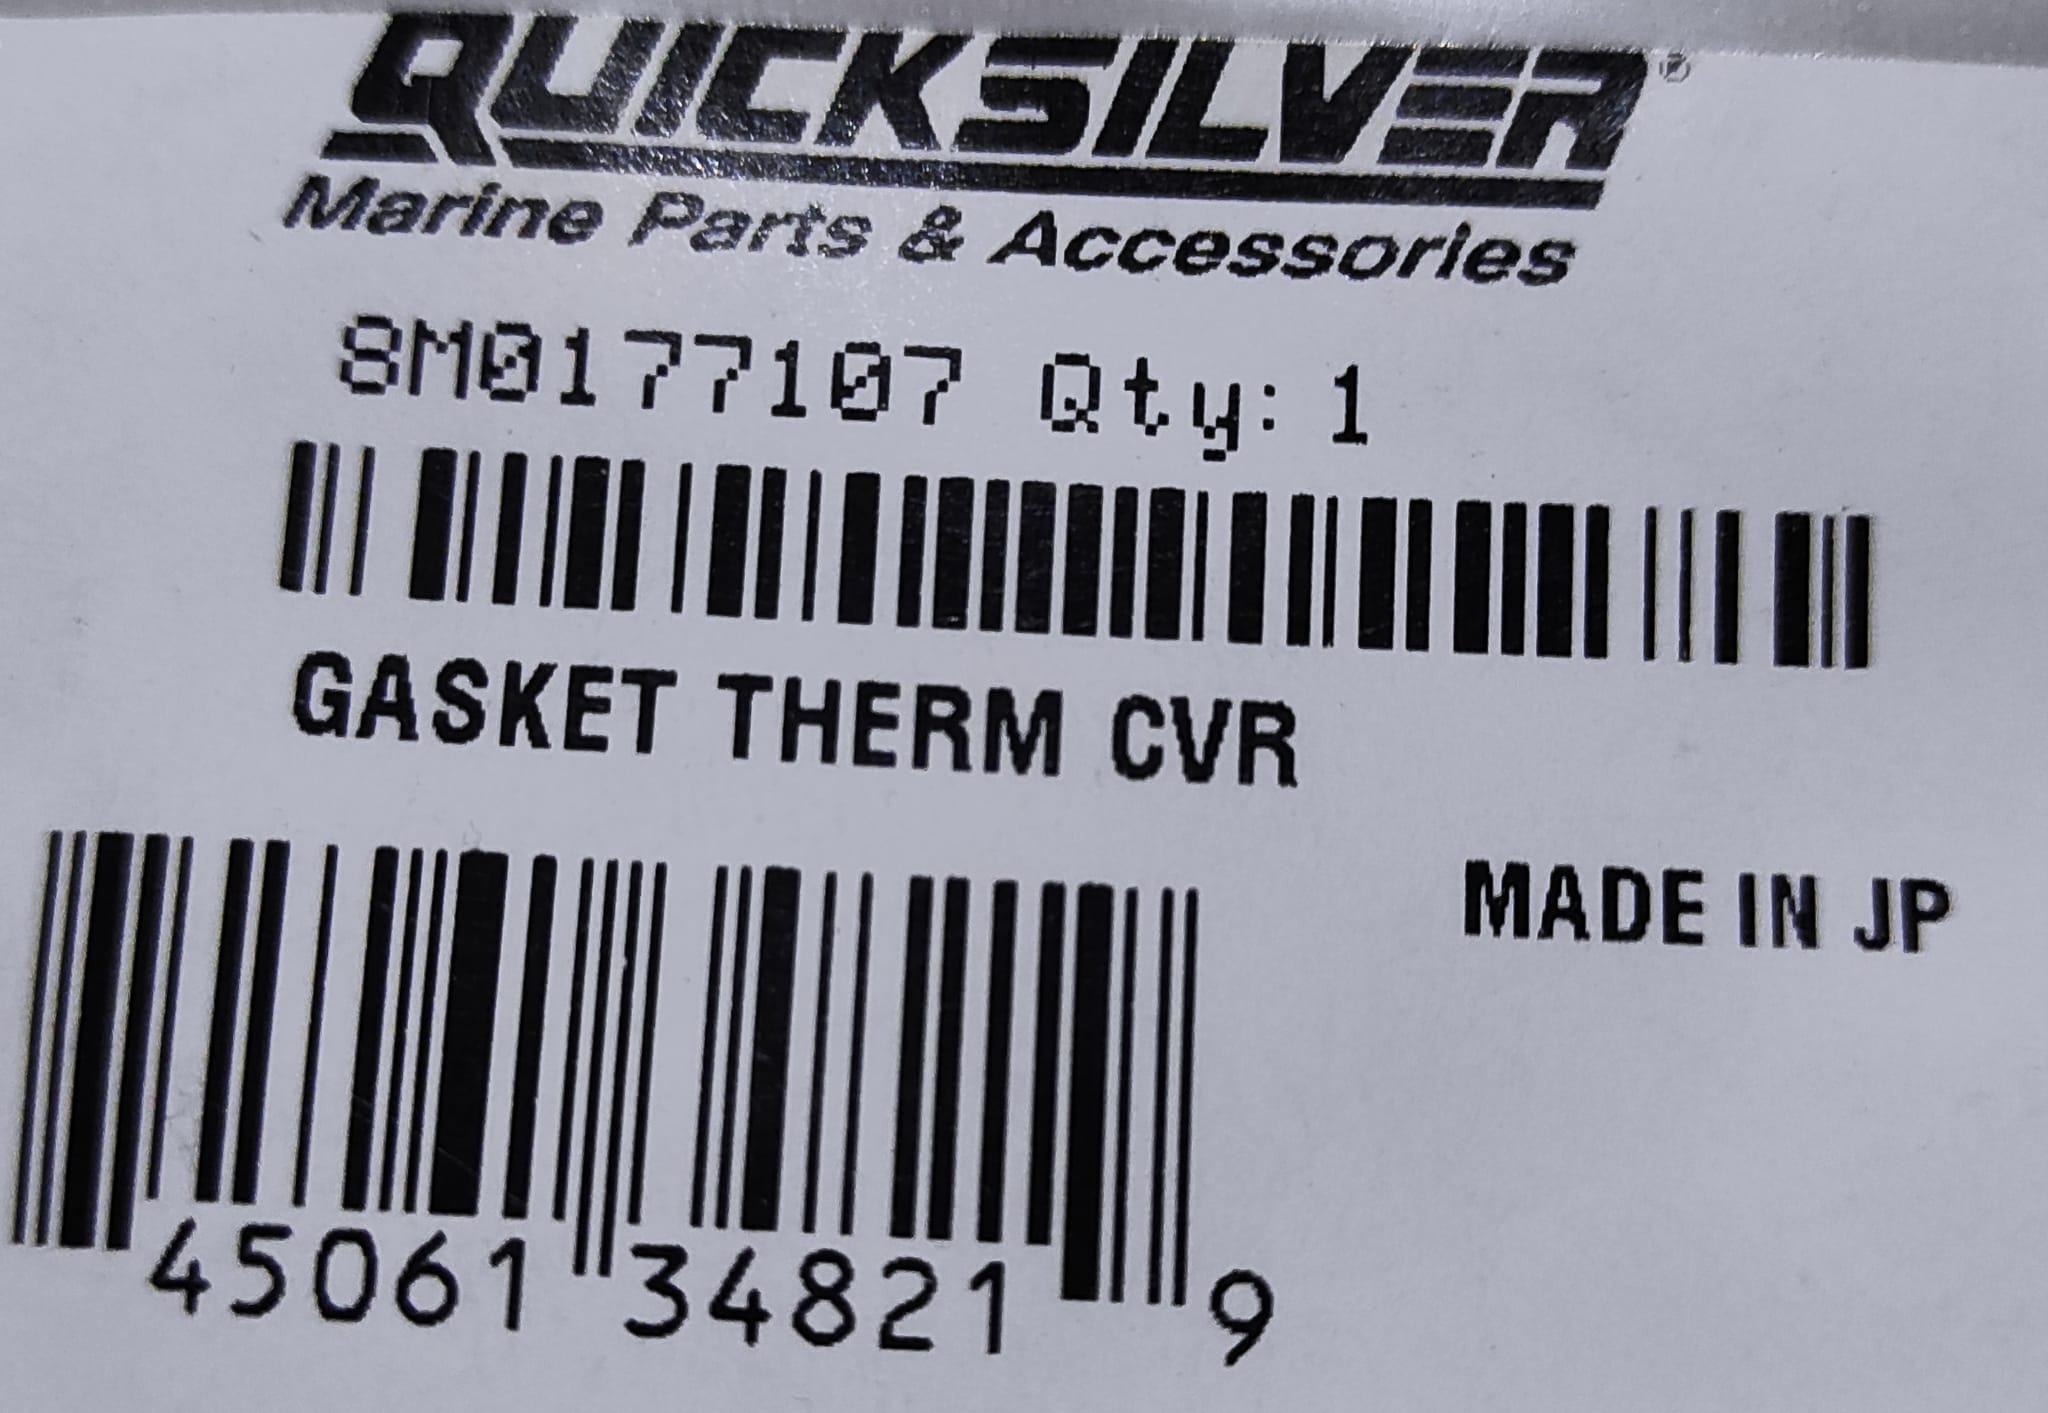 QUICKSILVER®
Marine Parts & Accessories
8M0177107 Qty: 1
GASKET THERM CVR
MADE IN JP
45061 34821 9